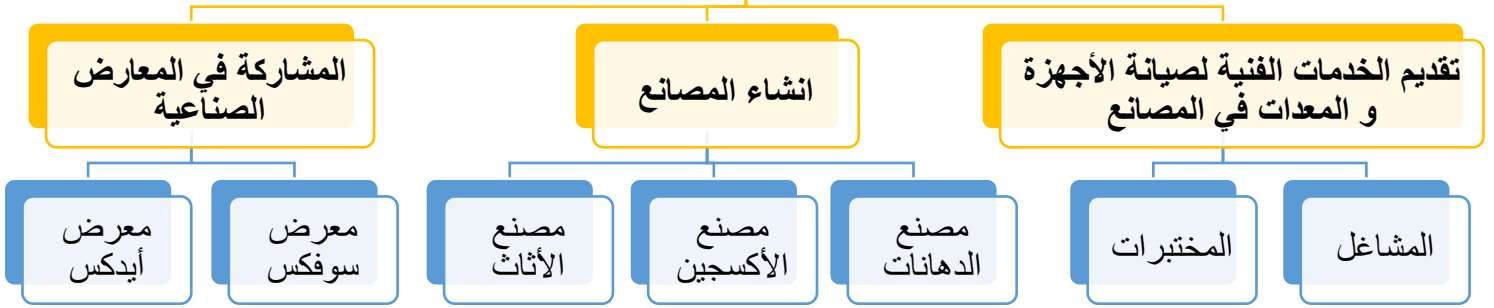 تقديم الخدمات الفنية لصيانة الأجهزة
و المعدات في المصانع
انشاء المصانع
المشاركة في المعارض
الصناعية
المشاغل
المختبرات
مصنع
الدهانات
مصنع
الأكسجين
مصنع
الأثاث
معرض
سوفكس
معرض
أيدكس